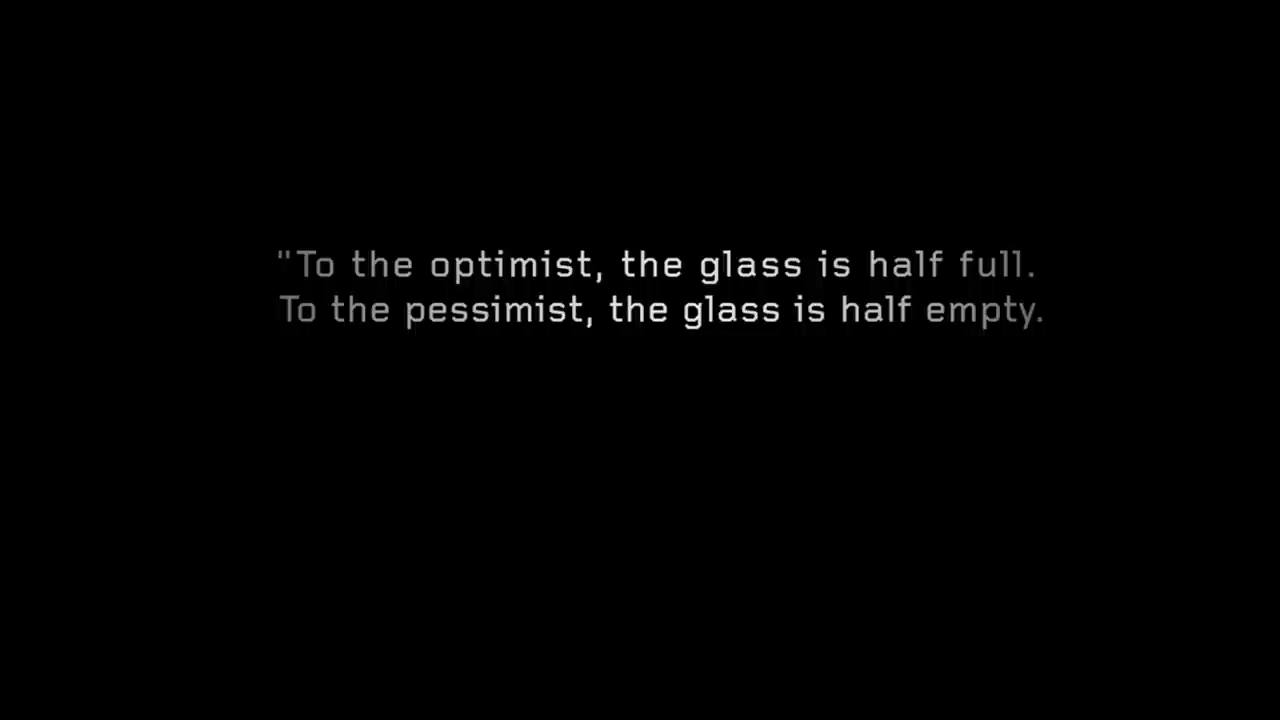 "To the optimist, the glass is half full.
To the pessimist, the glass is half empty.